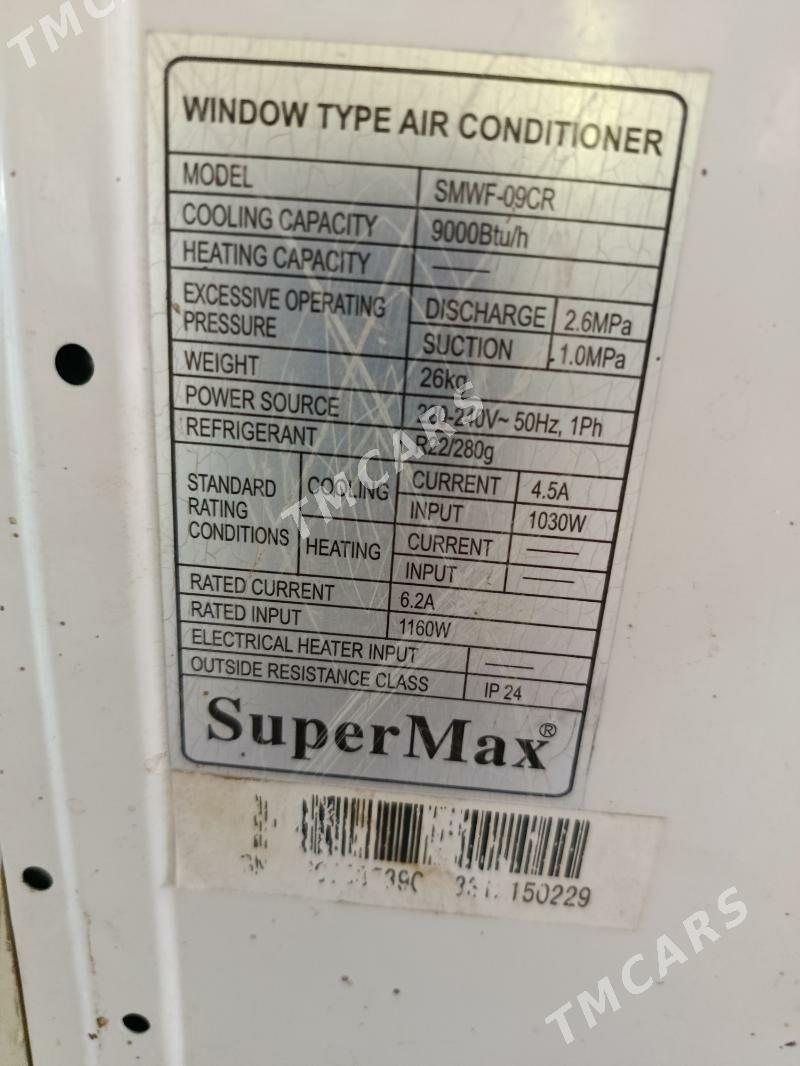 TMCARS
WINDOW TYPE AIR CONDITIONER
MODEL SMWF-09CR
COOLING CAPACITY 9000Btu/h
HEATING CAPACITY ——
EXCESSIVE OPERATING PRESSURE DISCHARGE 2.6MPa
SUCTION 1.0MPa
WEIGHT 26kg
POWER SOURCE 220-240V~ 50Hz, 1Ph
REFRIGERANT R22/280g
STANDARD RATING CONDITIONS COOLING CURRENT 4.5A
INPUT 1030W
HEATING CURRENT ——
INPUT ——
RATED CURRENT 6.2A
RATED INPUT 1160W
ELECTRICAL HEATER INPUT ——
OUTSIDE RESISTANCE CLASS IP 24
SuperMax®
150229
TMCARS
TMCARS